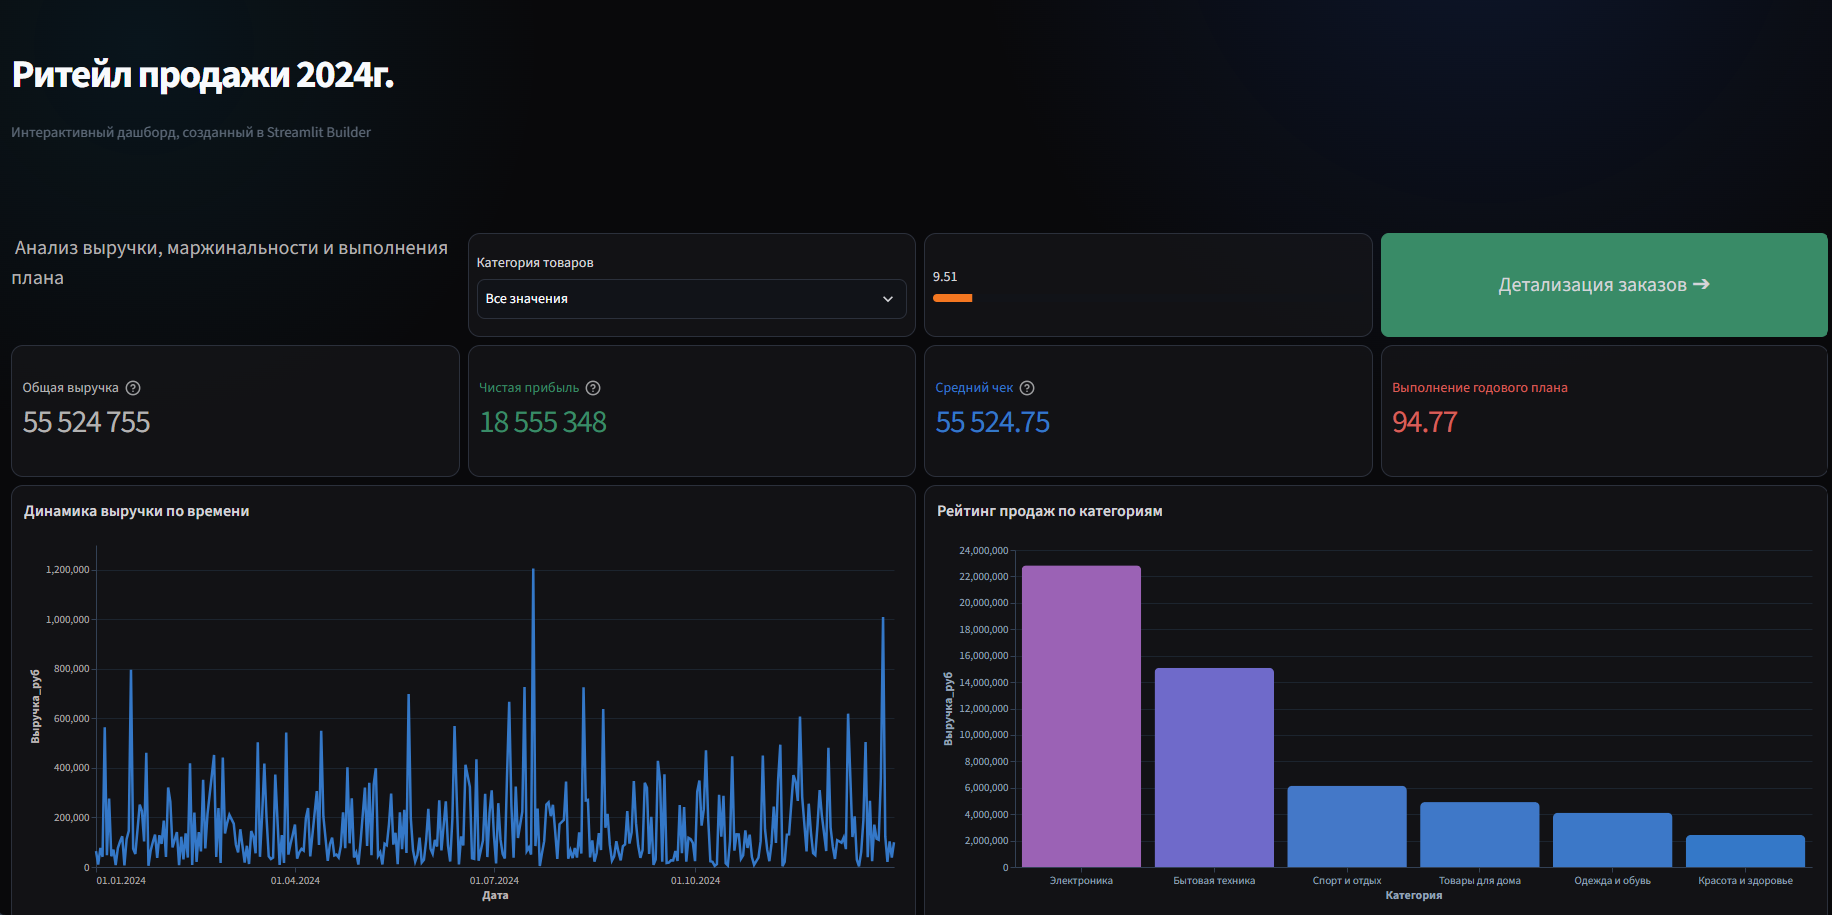 Ритейл продажи 2024г.
Интерактивный дашборд, созданный в Streamlit Builder
Анализ выручки, маржинальности и выполнения
плана
Категория товаров
Все значения
9.51
Детализация заказов ➔
Общая выручка
55 524 755
Чистая прибыль
18 555 348
Средний чек
55 524.75
Выполнение годового плана
94.77
Динамика выручки по времени
Выручка_руб
1,200,000
1,000,000
800,000
600,000
400,000
200,000
0
01.01.2024
01.04.2024
01.07.2024
01.10.2024
Дата
Рейтинг продаж по категориям
Выручка_руб
24,000,000
22,000,000
20,000,000
18,000,000
16,000,000
14,000,000
12,000,000
10,000,000
8,000,000
6,000,000
4,000,000
2,000,000
0
Электроника
Бытовая техника
Спорт и отдых
Товары для дома
Одежда и обувь
Красота и здоровье
Категория